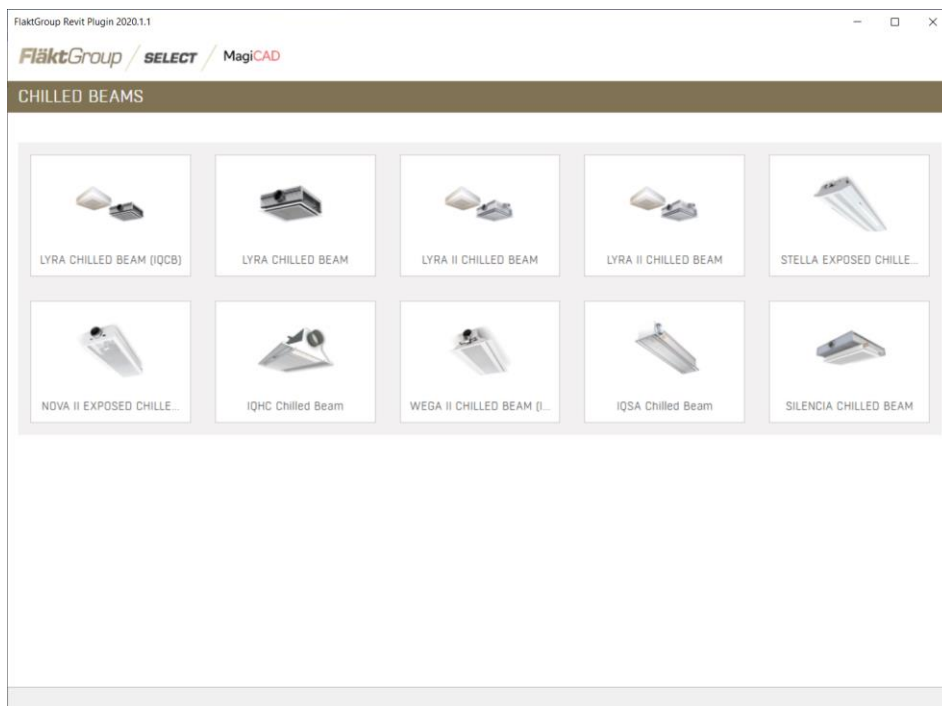 FlaktGroup Revit Plugin 2020.1.1
FläktGroup / SELECT / MagiCAD
CHILLED BEAMS
LYRA CHILLED BEAM (IQCB)
LYRA CHILLED BEAM
LYRA II CHILLED BEAM
LYRA II CHILLED BEAM
STELLA EXPOSED CHILLE...
NOVA II EXPOSED CHILLE...
IQHC Chilled Beam
WEGA II CHILLED BEAM (I...
IQSA Chilled Beam
SILENCIA CHILLED BEAM